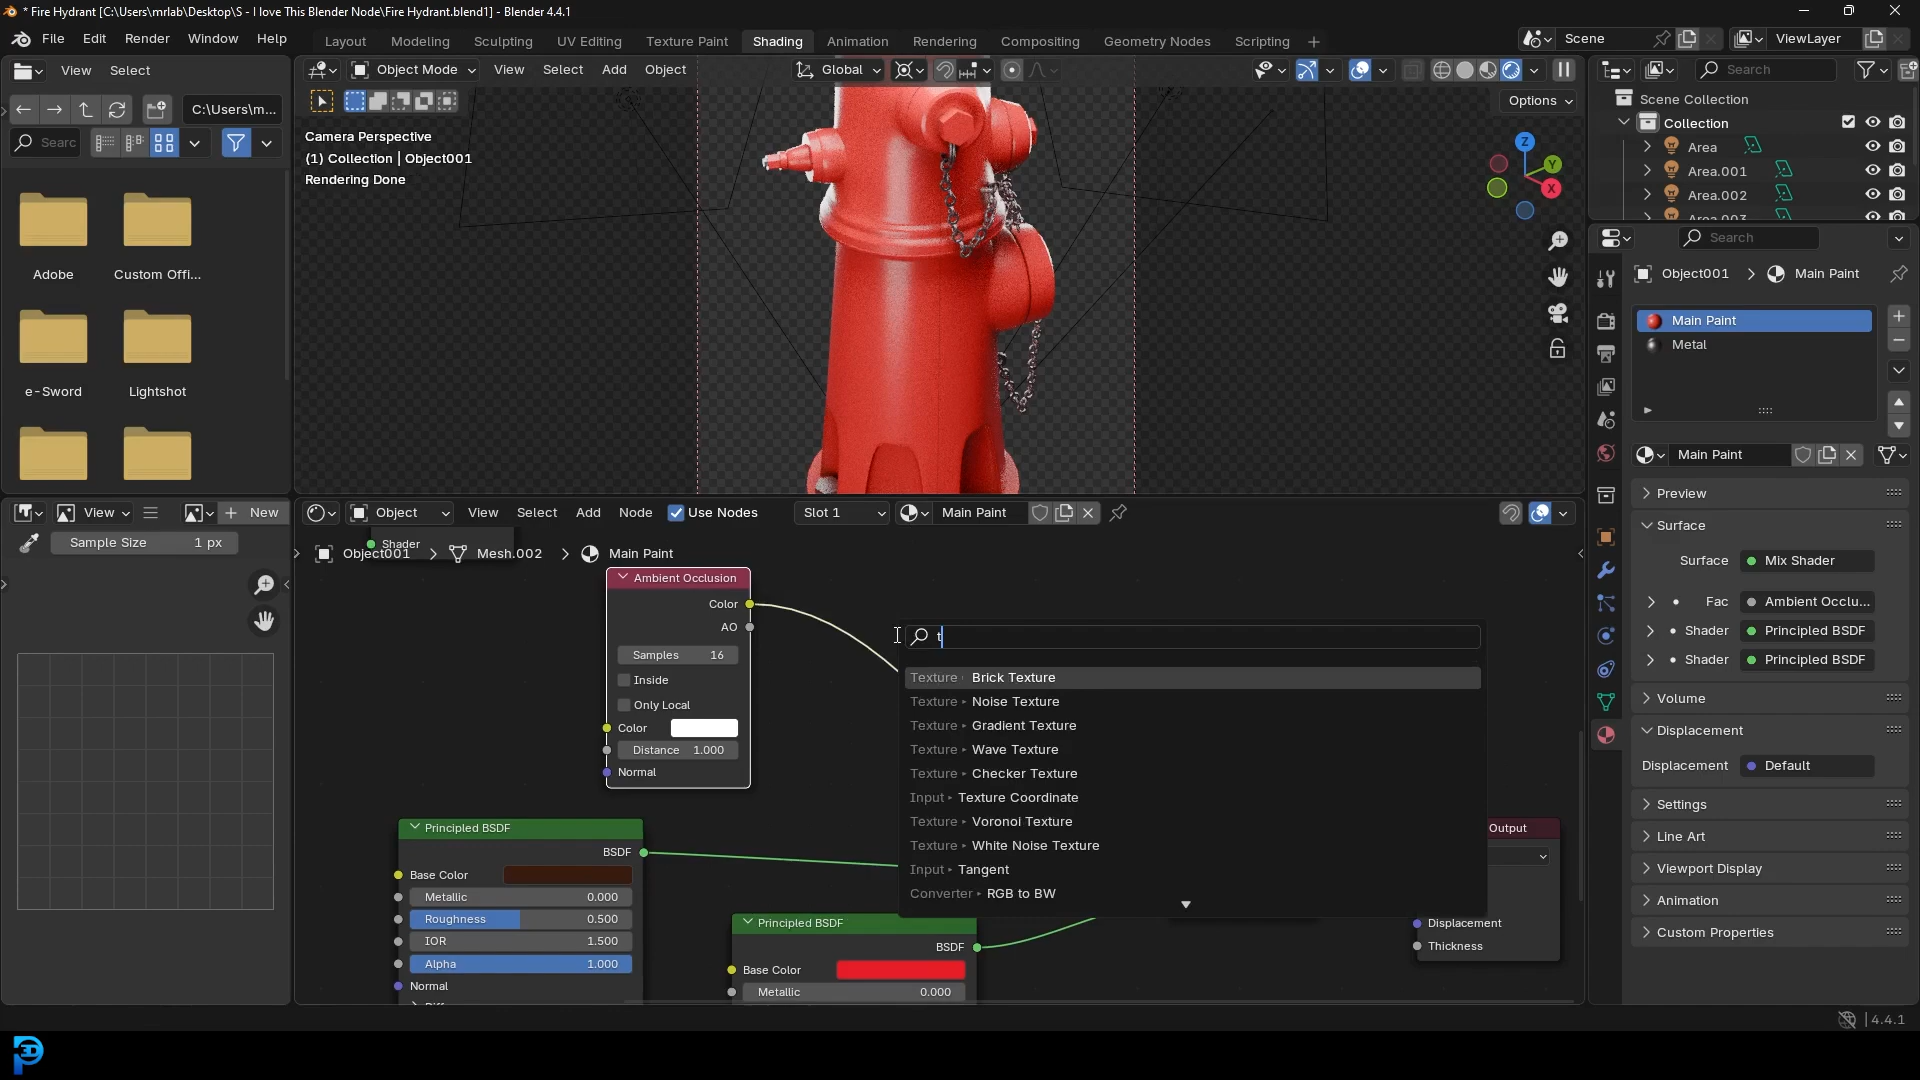 * Fire Hydrant [C:\Users\mrlab\Desktop\S - I love This Blender Node\Fire Hydrant.blend1] - Blender 4.4.1
File Edit Render Window Help
Layout Modeling Sculpting UV Editing Texture Paint Shading Animation Rendering Compositing Geometry Nodes Scripting +
Scene
ViewLayer
View Select
Object Mode View Select Add Object
Global
Search
C:\Users\m...
Searc
Options
Camera Perspective
(1) Collection | Object001
Rendering Done
Z
Y
X
Scene Collection
Collection
Area
Area.001
Area.002
Area.003
Adobe
Custom Offi...
e-Sword
Lightshot
Search
Object001 > Main Paint
Main Paint
Metal
Main Paint
Preview
Surface
Surface Mix Shader
Fac Ambient Occlu...
Shader Principled BSDF
Shader Principled BSDF
Volume
Displacement
Displacement Default
Settings
Line Art
Viewport Display
Animation
Custom Properties
View
New
Sample Size 1 px
Object View Select Add Node Use Nodes Slot 1 Main Paint
Shader
Object001 > Mesh.002 > Main Paint
Ambient Occlusion
Color
AO
Samples 16
Inside
Only Local
Color
Distance 1.000
Normal
t
Texture ▸ Brick Texture
Texture ▸ Noise Texture
Texture ▸ Gradient Texture
Texture ▸ Wave Texture
Texture ▸ Checker Texture
Input ▸ Texture Coordinate
Texture ▸ Voronoi Texture
Texture ▸ White Noise Texture
Input ▸ Tangent
Converter ▸ RGB to BW
Principled BSDF
BSDF
Base Color
Metallic 0.000
Roughness 0.500
IOR 1.500
Alpha 1.000
Normal
Principled BSDF
BSDF
Base Color
Metallic 0.000
Output
Displacement
Thickness
4.4.1